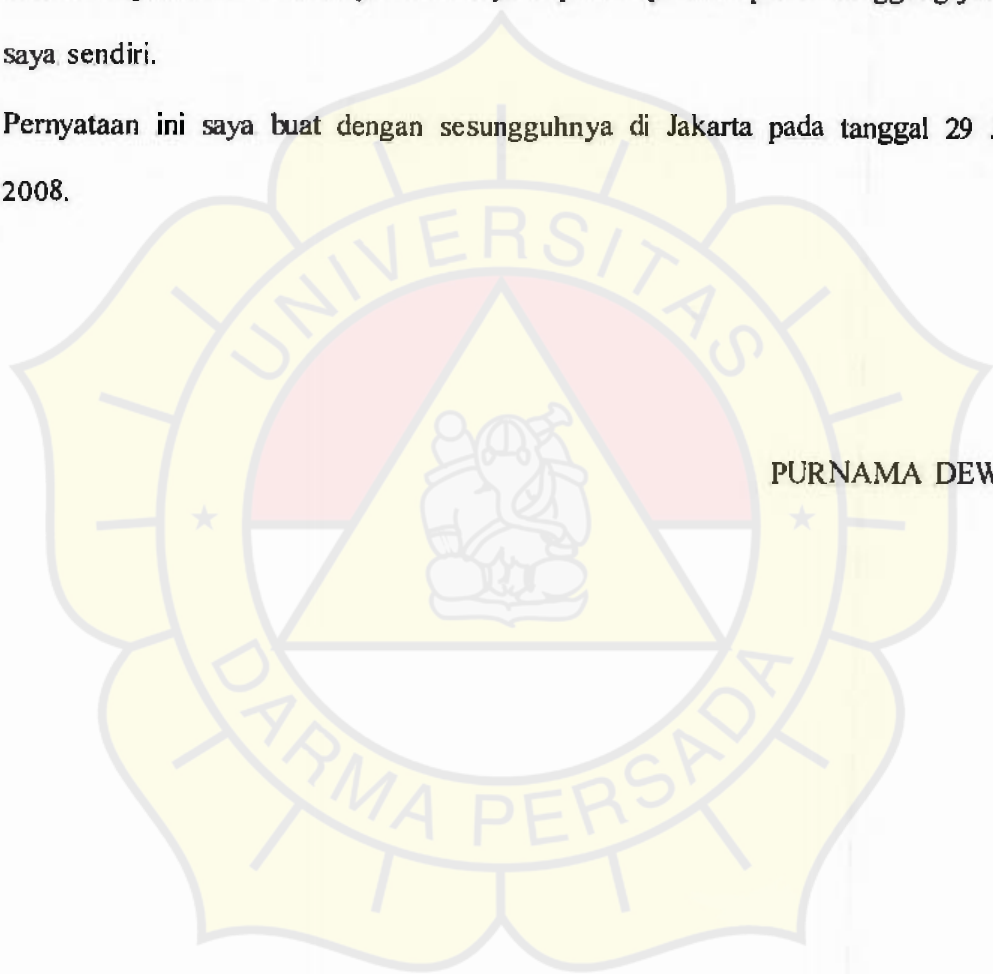 saya sendiri.
Pernyataan ini saya buat dengan sesungguhnya di Jakarta pada tanggal 29
2008.
UNIVERSITAS
PURNAMA DEW
DARMA PERSADA